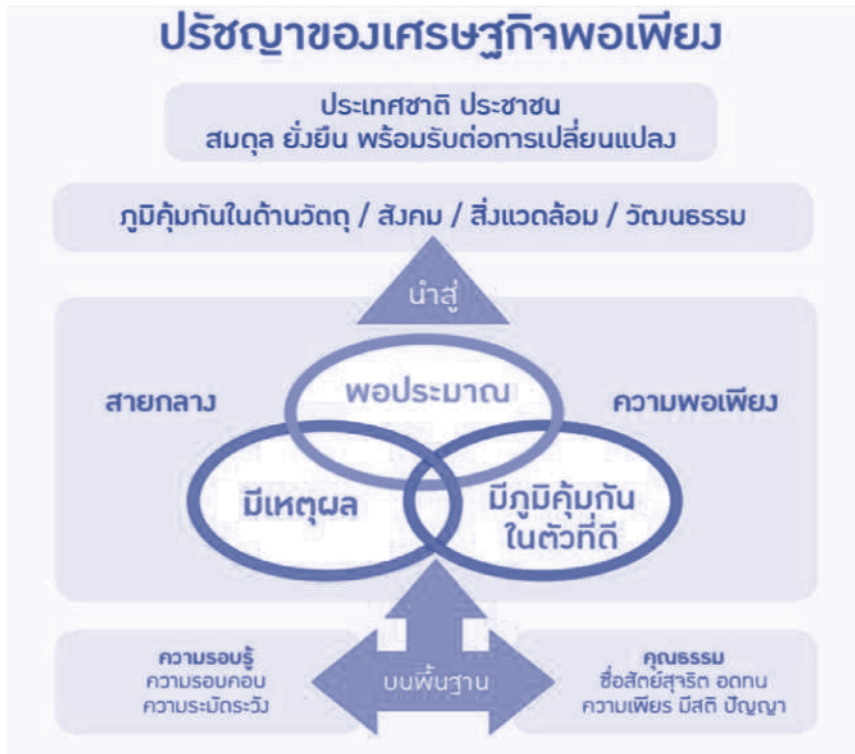 ปรัชญาของเศรษฐกิจพอเพียง
ประเทศชาติ ประชาชน
สมดุล ยั่งยืน พร้อมรับต่อการเปลี่ยนแปลง
ภูมิคุ้มกันในด้านวัตถุ / สังคม / สิ่งแวดล้อม / วัฒนธรรม
นำสู่
สายกลาง
พอประมาณ
ความพอเพียง
มีเหตุผล
มีภูมิคุ้มกัน
ในตัวที่ดี
ความรอบรู้
ความรอบคอบ
ความระมัดระวัง
บนพื้นฐาน
คุณธรรม
ซื่อสัตย์สุจริต อดทน
ความเพียร มีสติ ปัญญา